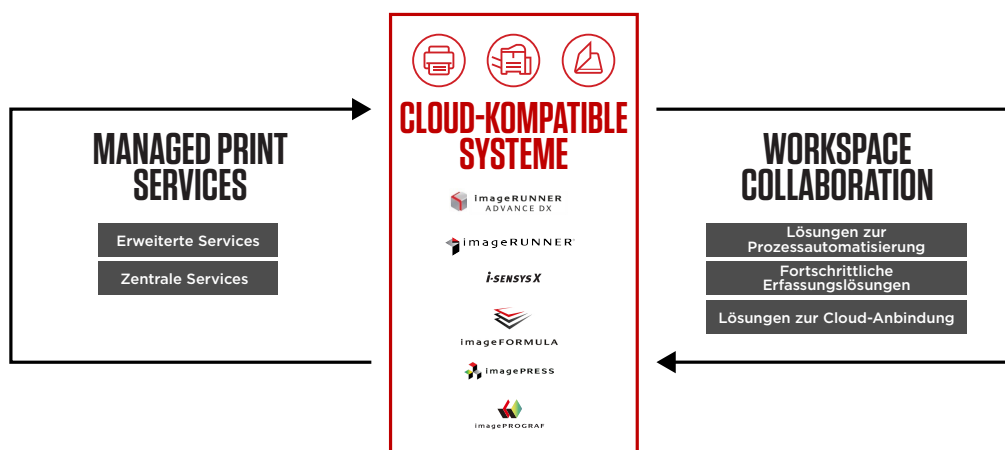 MANAGED PRINT
SERVICES
Erweiterte Services
Zentrale Services
CLOUD-KOMPATIBLE
SYSTEME
imageRUNNER
ADVANCE DX
imageRUNNER
i-SENSYS X
imageFORMULA
imagePRESS
imagePROGRAF
WORKSPACE
COLLABORATION
Lösungen zur
Prozessautomatisierung
Fortschrittliche
Erfassungslösungen
Lösungen zur Cloud-Anbindung